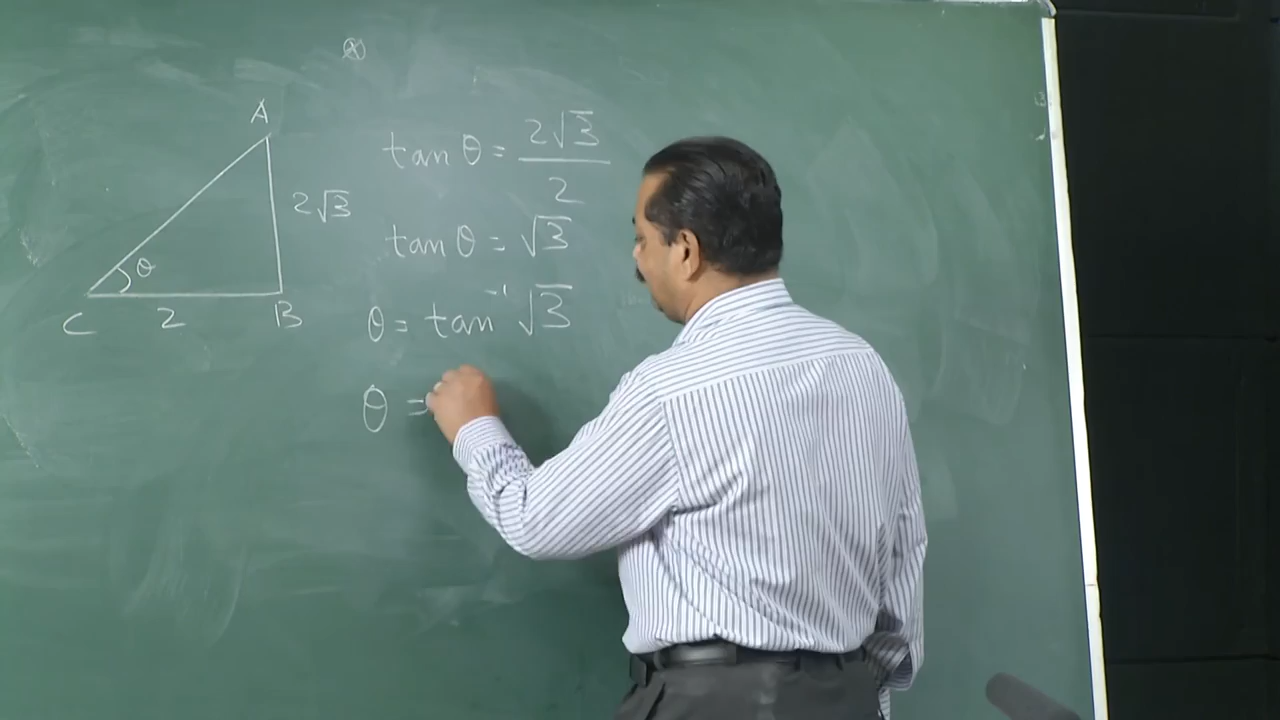 A
2√3
θ
C 2 B
tan θ = 2√3 / 2
tan θ = √3
θ = tan⁻¹ √3
θ =